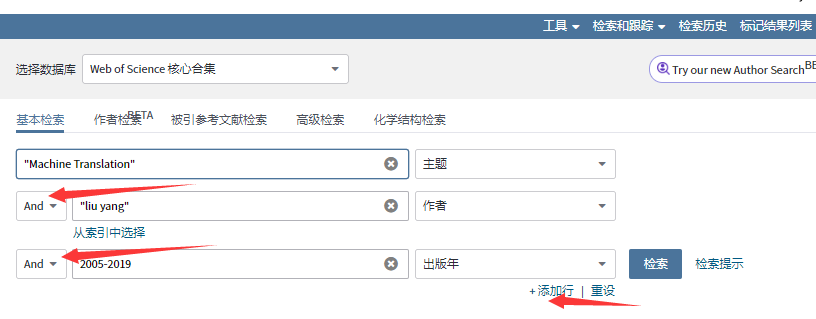 工具 检索和跟踪 检索历史 标记结果列表
选择数据库 Web of Science 核心合集
Try our new Author Search BE
基本检索 作者检索 BETA 被引参考文献检索 高级检索 化学结构检索
"Machine Translation" 主题
And "liu yang" 作者
从索引中选择
And 2005-2019 出版年 检索 检索提示
+ 添加行 | 重设